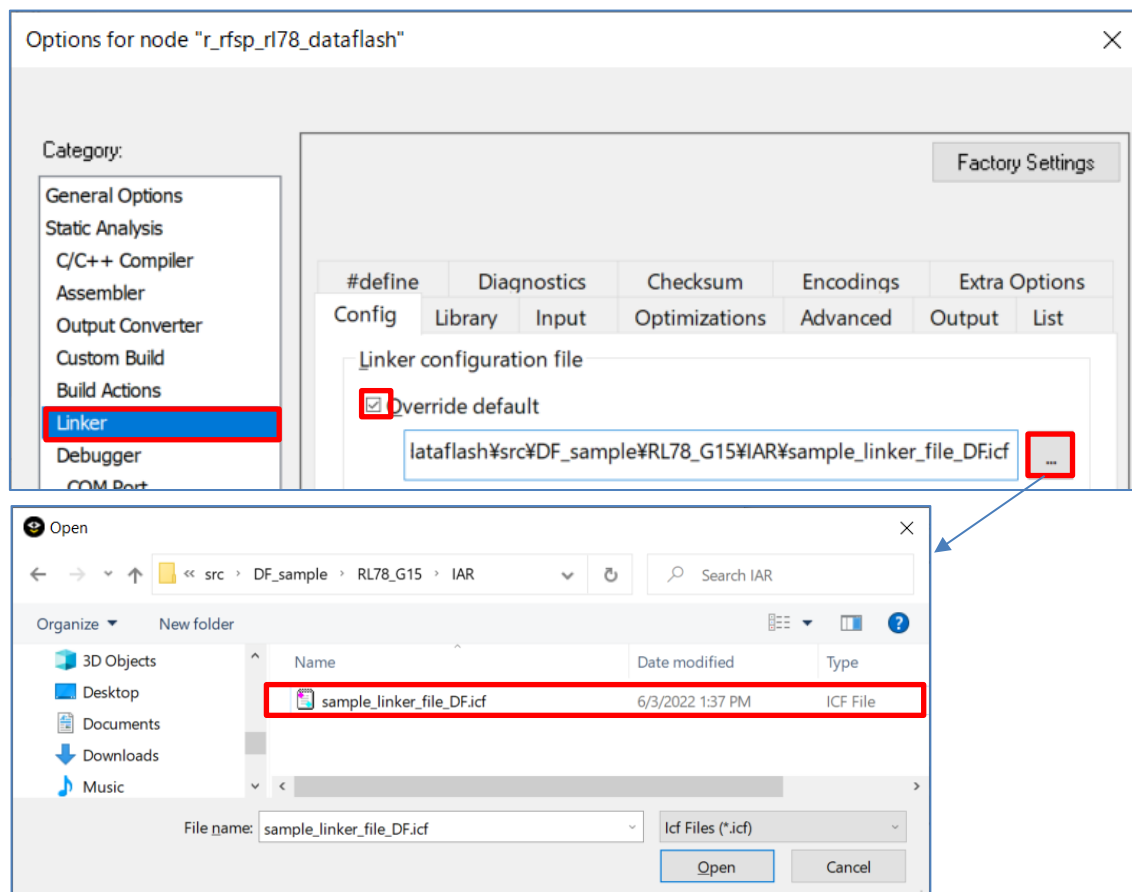 Options for node "r_rfsp_rl78_dataflash"
Category:
Factory Settings
General Options
Static Analysis
C/C++ Compiler
Assembler
Output Converter
Custom Build
Build Actions
Linker
Debugger
COM Port
#define Diagnostics Checksum Encodings Extra Options
Config Library Input Optimizations Advanced Output List
Linker configuration file
Override default
lataflash¥src¥DF_sample¥RL78_G15¥IAR¥sample_linker_file_DF.icf
...
Open
« src › DF_sample › RL78_G15 › IAR
Search IAR
Organize New folder
3D Objects
Desktop
Documents
Downloads
Music
Name Date modified Type
sample_linker_file_DF.icf 6/3/2022 1:37 PM ICF File
File name: sample_linker_file_DF.icf Icf Files (*.icf)
Open Cancel